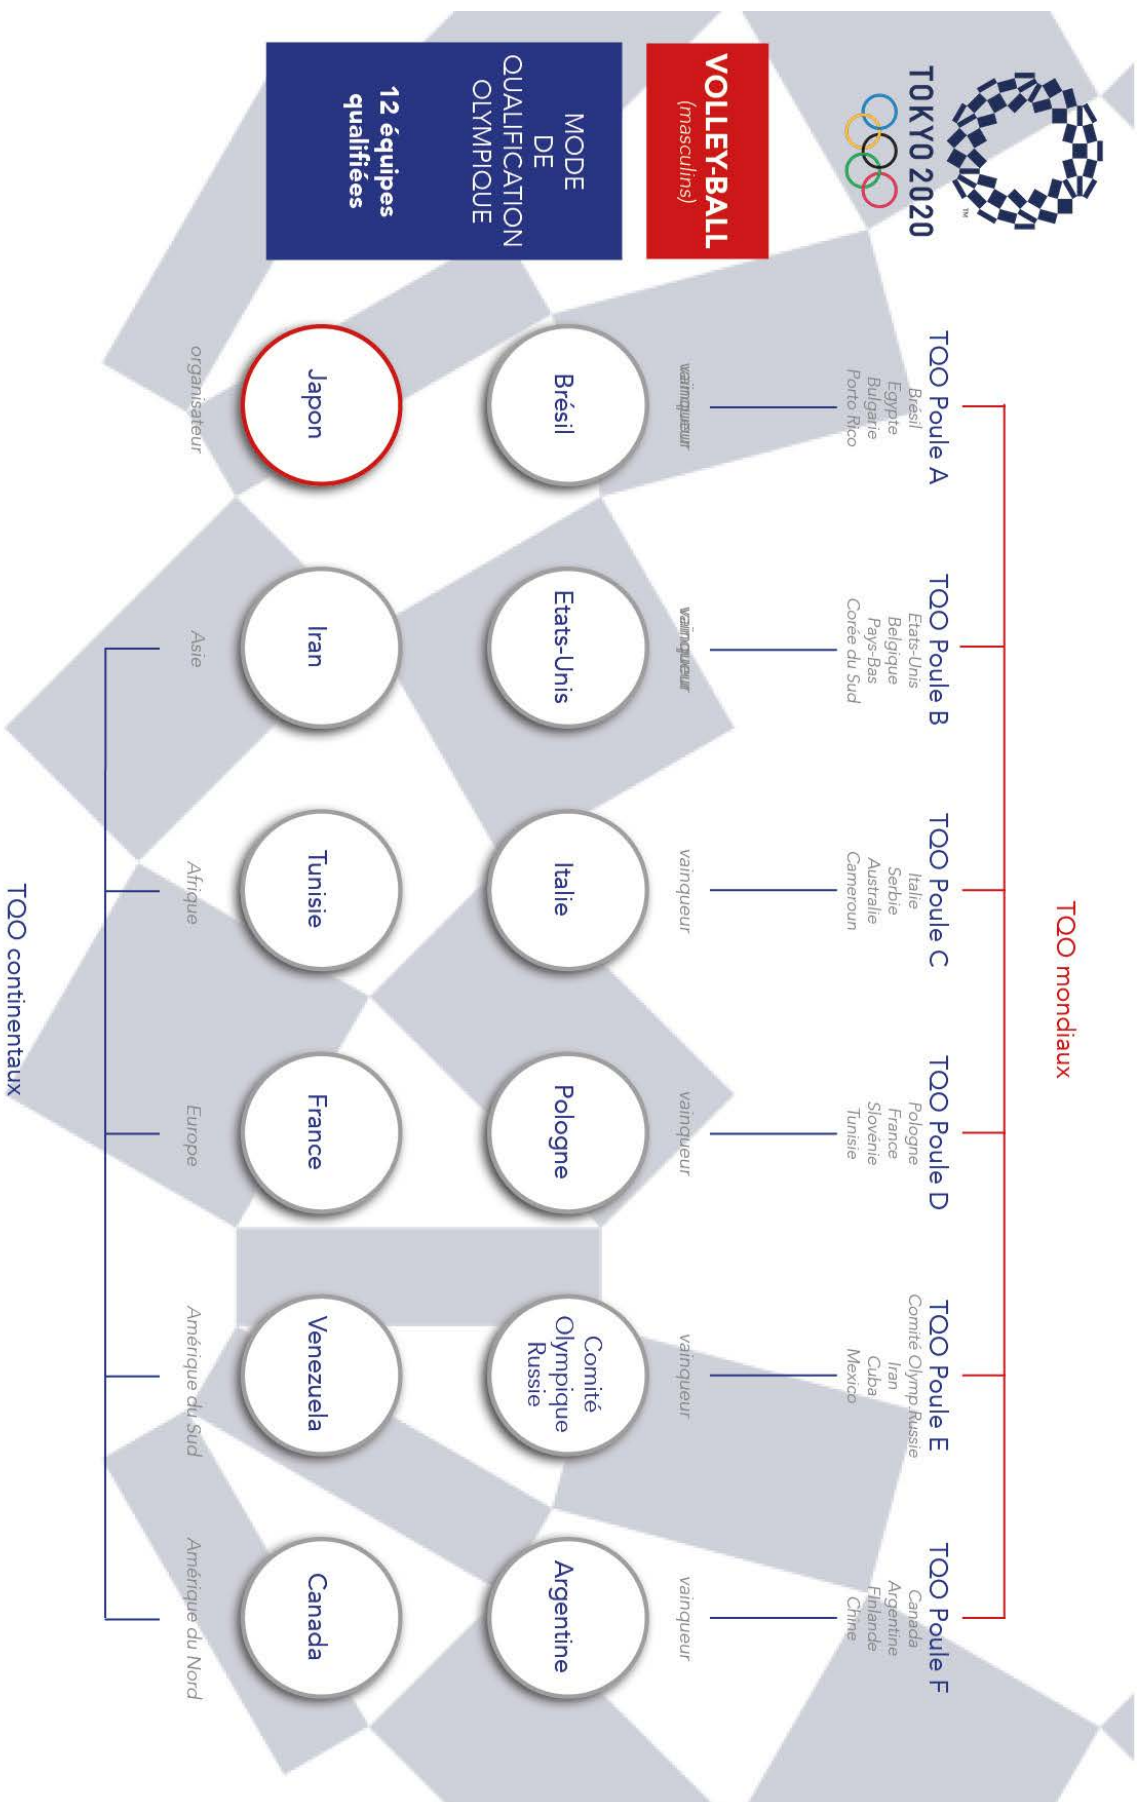 TOKYO 2020
TM
VOLLEY-BALL
(masculins)
MODE
DE
QUALIFICATION
OLYMPIQUE
12 équipes
qualifiées
TQO mondiaux
TQO Poule A
Brésil
Egypte
Bulgarie
Porto Rico
vainqueur
Brésil
TQO Poule B
Etats-Unis
Belgique
Pays-Bas
Corée du Sud
vainqueur
Etats-Unis
TQO Poule C
Italie
Serbie
Australie
Cameroun
vainqueur
Italie
TQO Poule D
Pologne
France
Slovénie
Tunisie
vainqueur
Pologne
TQO Poule E
Comité Olymp Russie
Iran
Cuba
Mexico
vainqueur
Comité
Olympique
Russie
TQO Poule F
Canada
Argentine
Finlande
Chine
vainqueur
Argentine
Japon
organisateur
Iran
Asie
Tunisie
Afrique
France
Europe
Venezuela
Amérique du Sud
Canada
Amérique du Nord
TQO continentaux